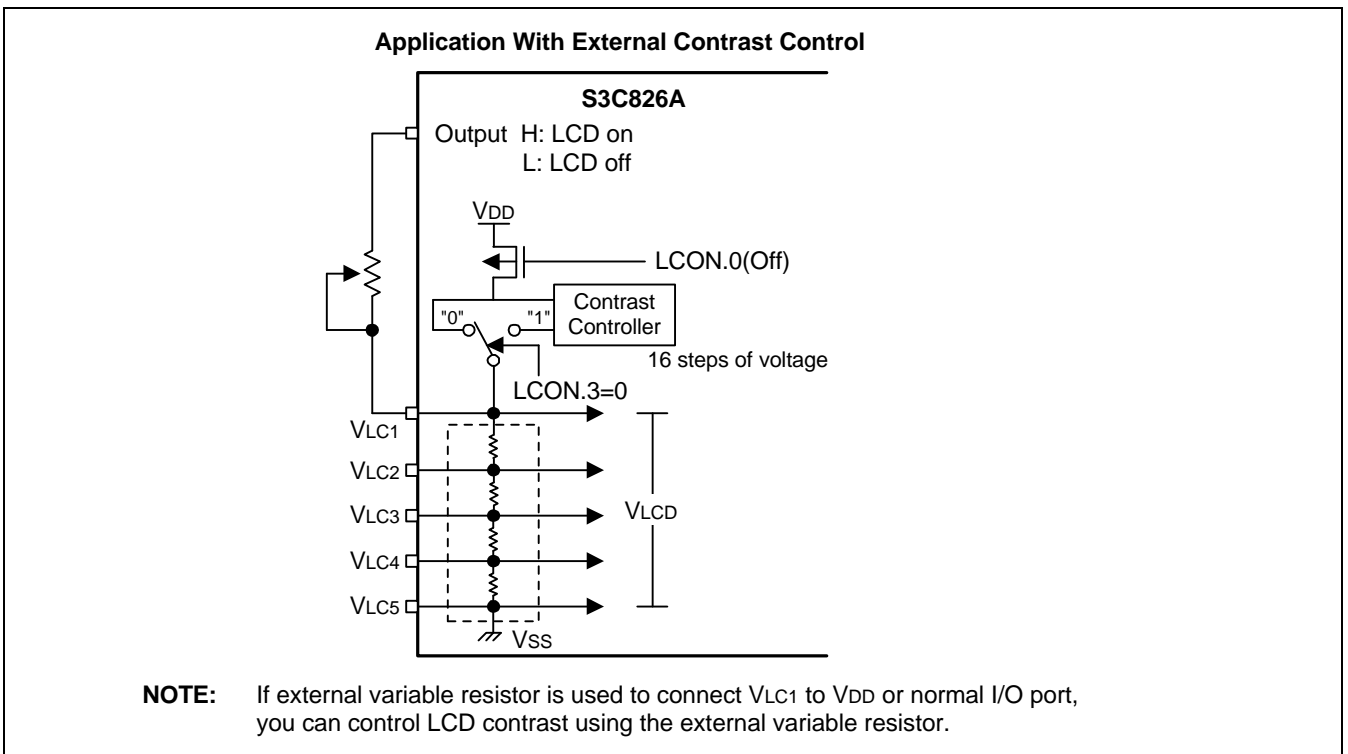 Application With External Contrast Control
S3C826A
Output H: LCD on
L: LCD off
VDD
LCON.0(Off)
Contrast
Controller
"0"
"1"
16 steps of voltage
LCON.3=0
VLC1
VLC2
VLC3
VLCD
VLC4
VLC5
VSS
NOTE: If external variable resistor is used to connect VLC1 to VDD or normal I/O port,
you can control LCD contrast using the external variable resistor.